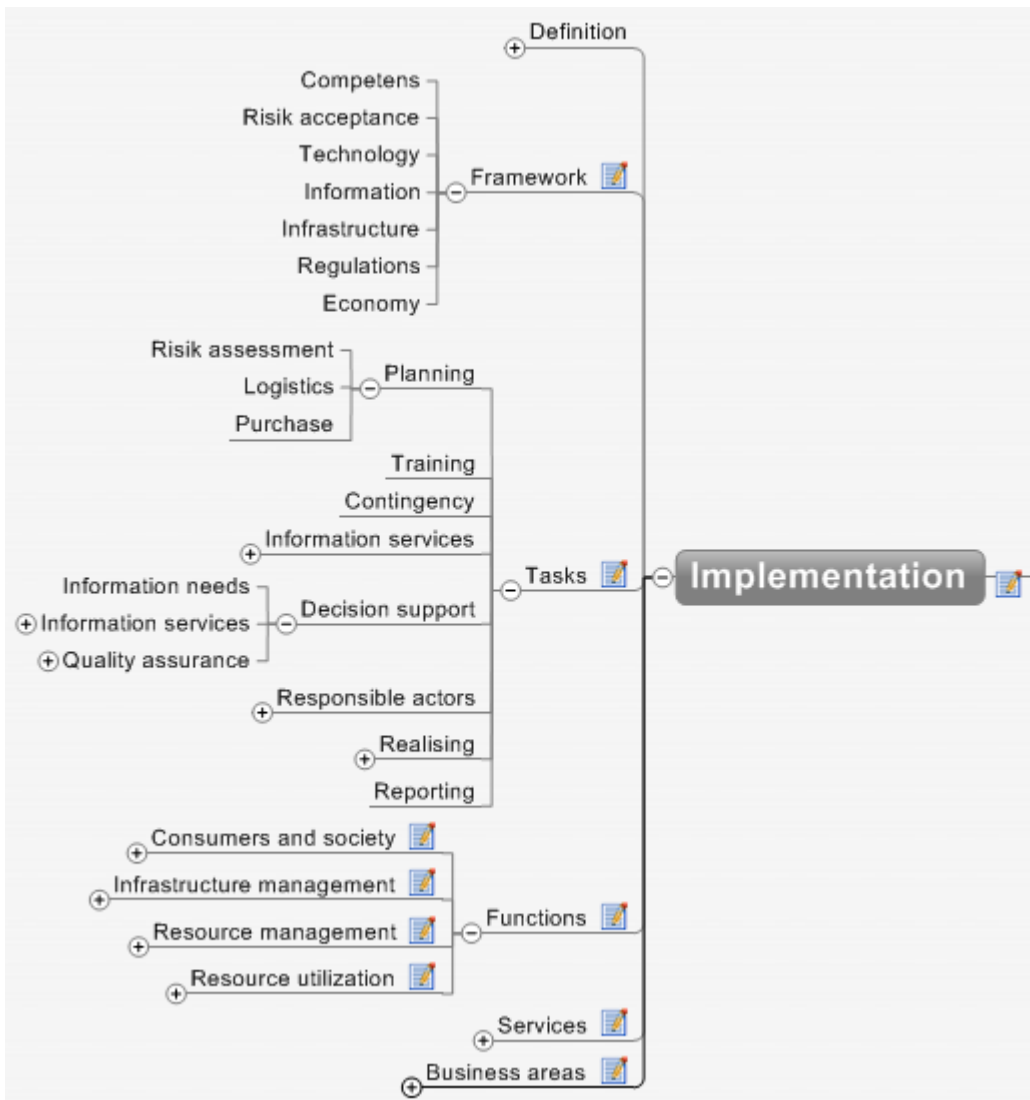 Definition
Competens
Risik acceptance
Technology
Information
Infrastructure
Regulations
Economy
Framework
Risik assessment
Logistics
Purchase
Planning
Training
Contingency
Information services
Information needs
Information services
Quality assurance
Decision support
Responsible actors
Realising
Reporting
Tasks
Implementation
Consumers and society
Infrastructure management
Resource management
Resource utilization
Functions
Services
Business areas